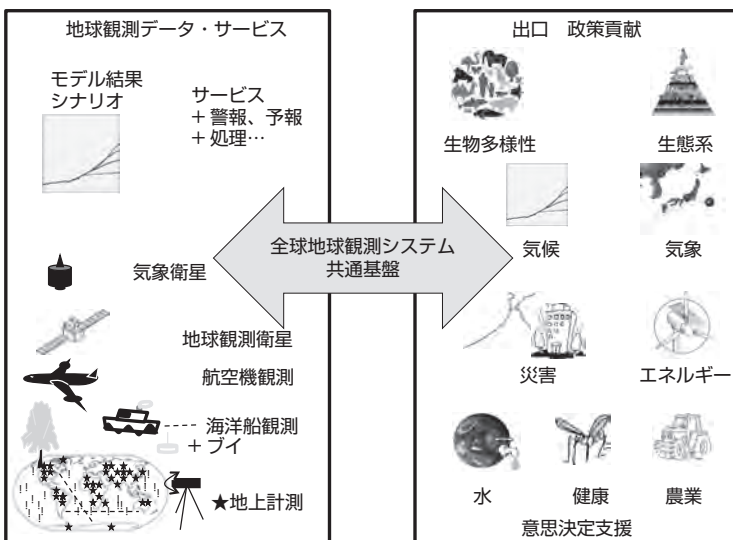 地球観測データ・サービス
モデル結果
シナリオ
サービス
+ 警報、予報
+ 処理…
気象衛星
地球観測衛星
航空機観測
海洋船観測
+ ブイ
★地上計測
全球地球観測システム
共通基盤
出口 政策貢献
生物多様性
生態系
気候
気象
災害
エネルギー
水
健康
農業
意思決定支援